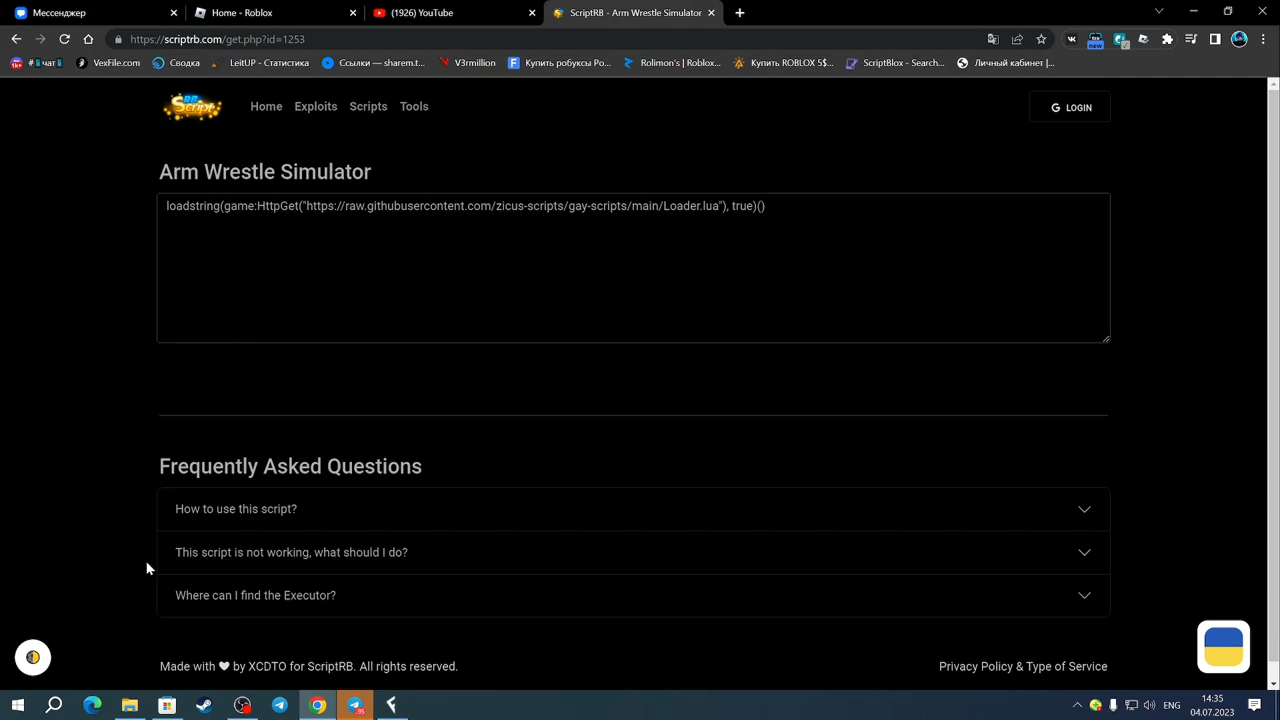 Мессенджер
Home - Roblox
(1926) YouTube
ScriptRB - Arm Wrestle Simulator
https://scriptrb.com/get.php?id=1253
new
VexFile.com
Сводка
LeitUP - Статистика
Ссылки — sharem.t...
V3rmillion
Купить робуксы Ро...
Rolimon's | Roblox...
Купить ROBLOX 5$...
ScriptBlox - Search...
Личный кабинет |...
Script
Home
Exploits
Scripts
Tools
G LOGIN
Arm Wrestle Simulator
loadstring(game:HttpGet("https://raw.githubusercontent.com/zicus-scripts/gay-scripts/main/Loader.lua"), true)()
Frequently Asked Questions
How to use this script?
This script is not working, what should I do?
Where can I find the Executor?
Made with ❤ by XCDTO for ScriptRB. All rights reserved.
Privacy Policy & Type of Service
ENG
14:35
04.07.2023